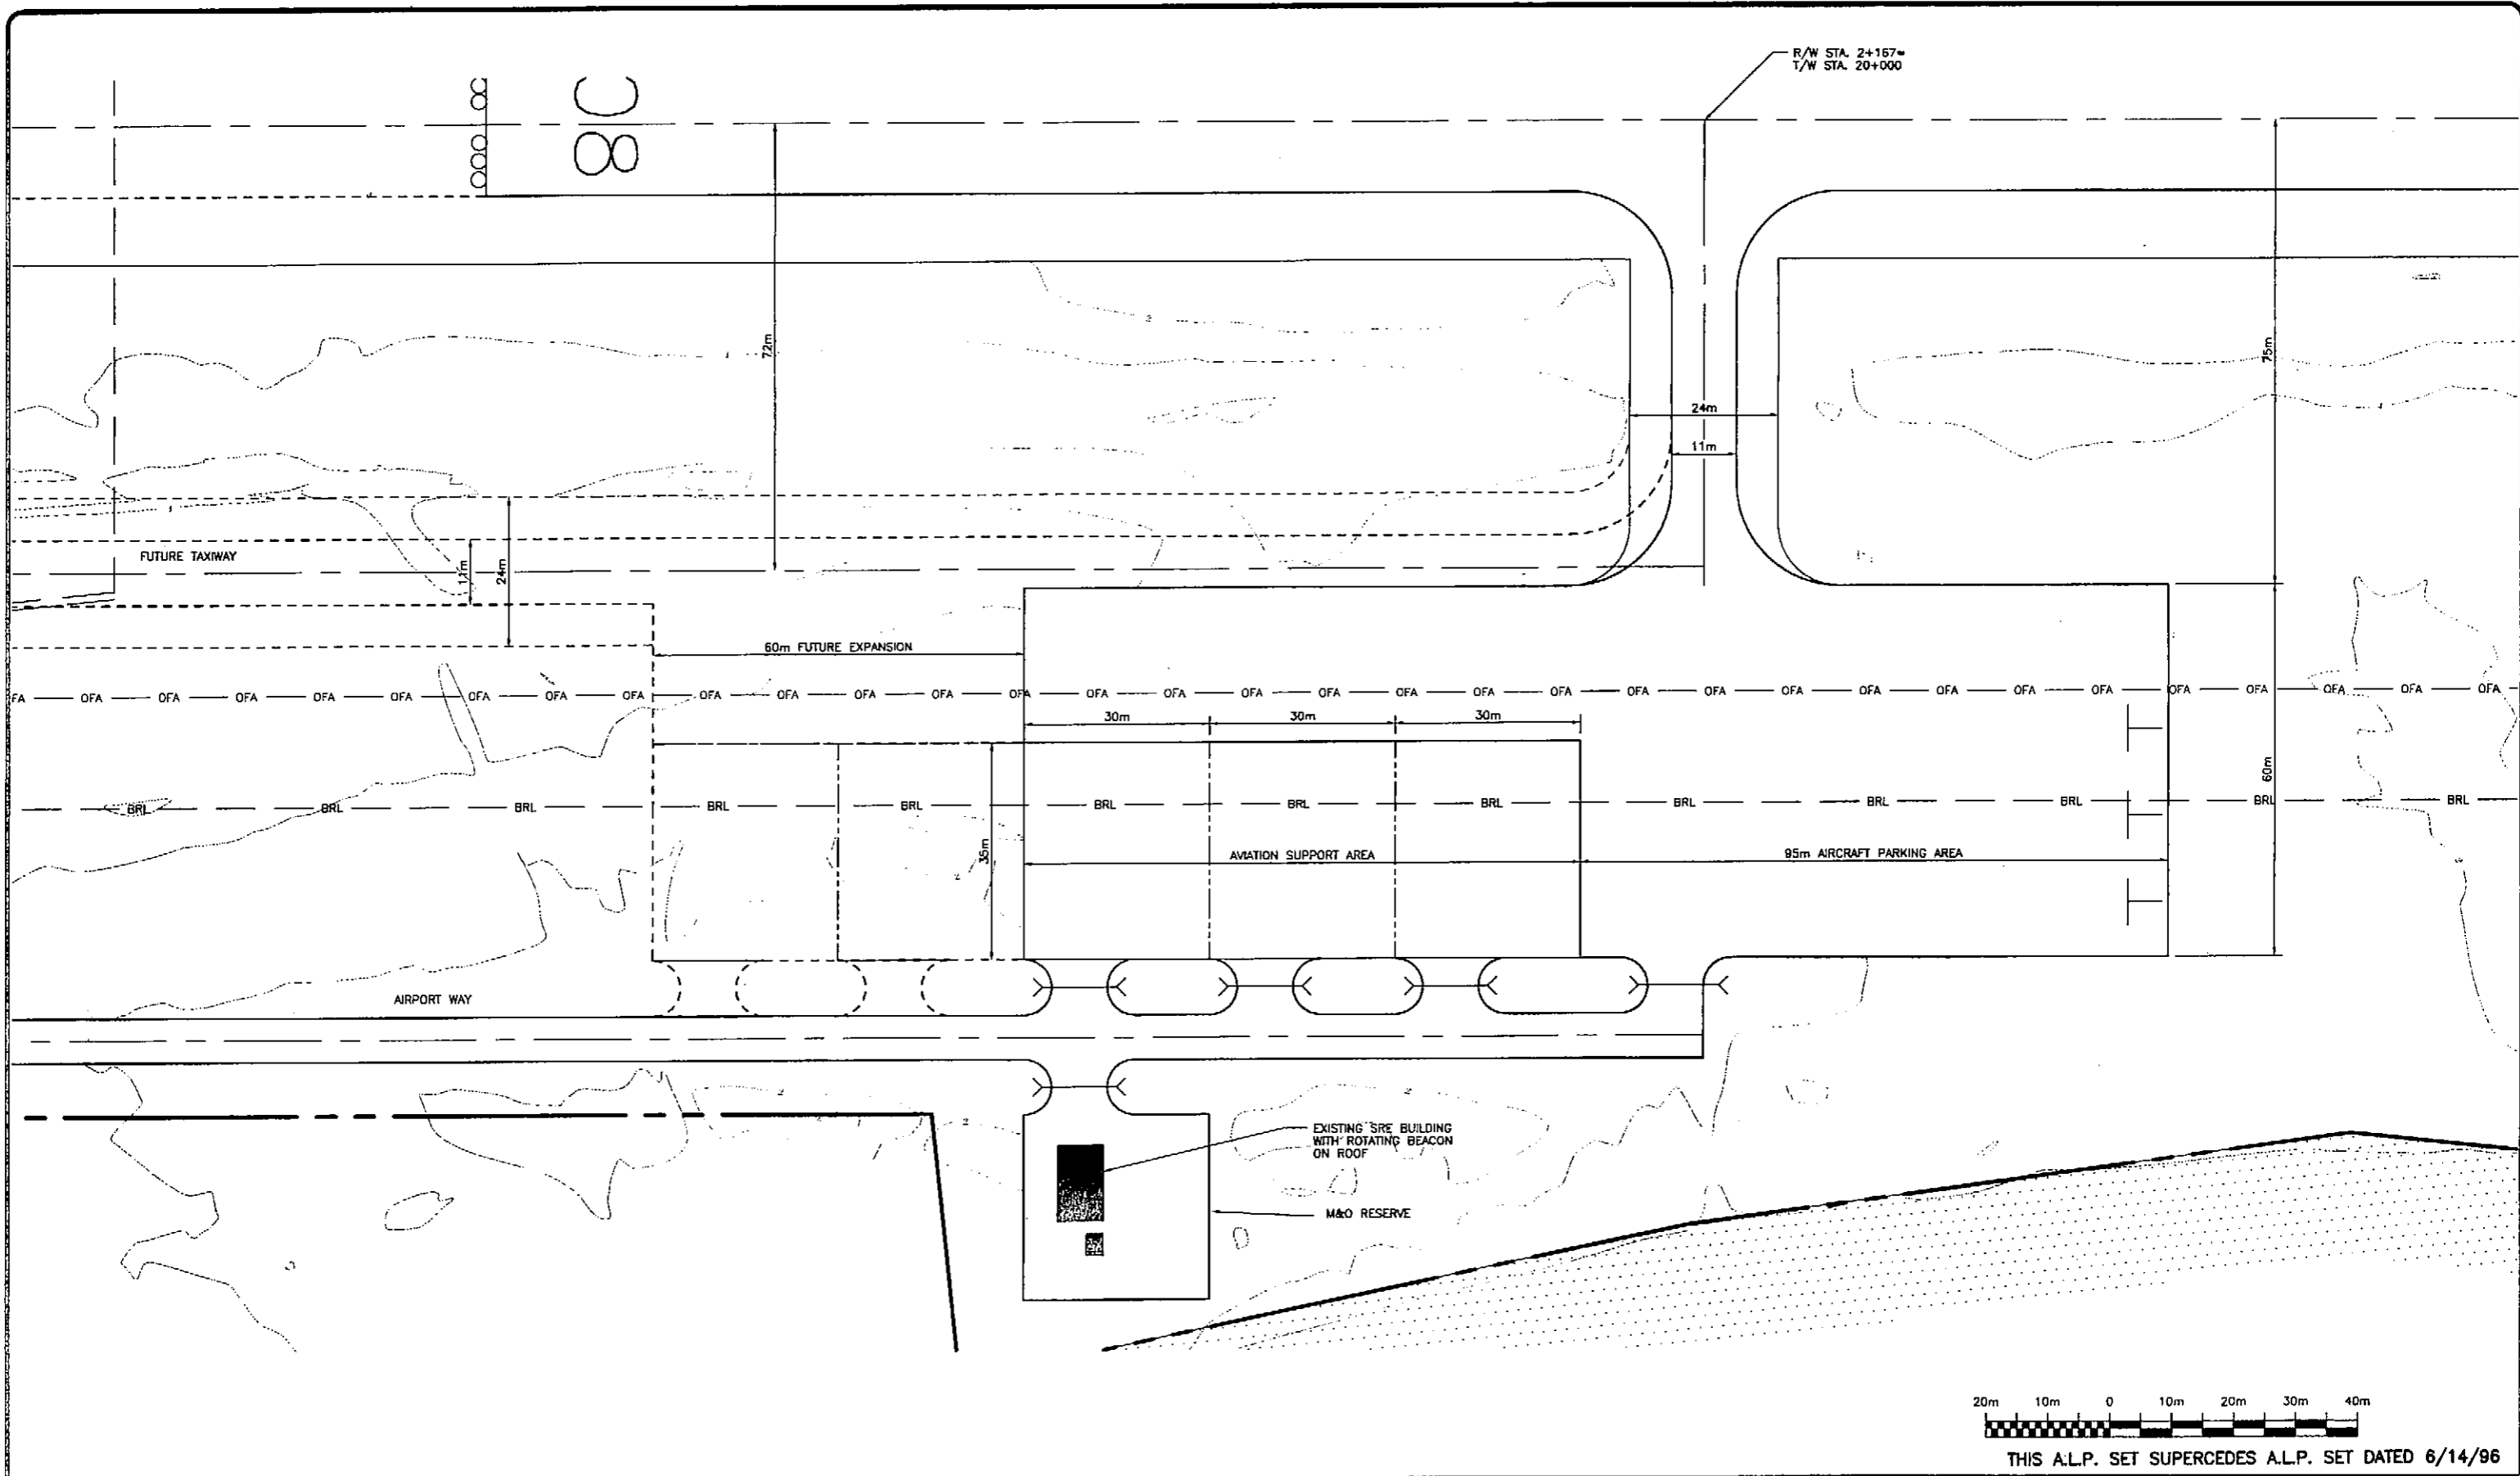 R/W STA. 2+167=
T/W STA. 20+000
8C
72m
75m
24m
11m
FUTURE TAXIWAY
11m
24m
60m FUTURE EXPANSION
FA OFA OFA OFA OFA OFA OFA OFA OFA OFA OFA OFA OFA OFA OFA OFA OFA OFA OFA OFA OFA OFA OFA OFA OFA OFA OFA OFA OFA OFA OFA OFA OFA
30m 30m 30m
60m
BRL BRL BRL BRL BRL BRL BRL BRL BRL BRL BRL BRL BRL
35m
AVIATION SUPPORT AREA
95m AIRCRAFT PARKING AREA
AIRPORT WAY
EXISTING SRE BUILDING
WITH ROTATING BEACON
ON ROOF
M&O RESERVE
20m 10m 0 10m 20m 30m 40m
THIS A.L.P. SET SUPERCEDES A.L.P. SET DATED 6/14/96